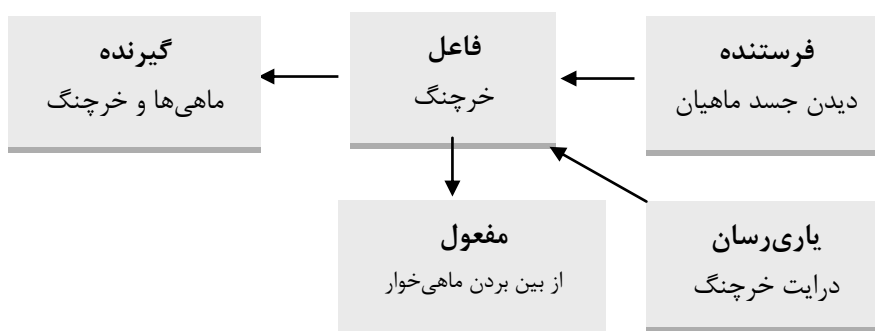 فرستنده
دیدن جسد ماهیان
فاعل
خرچنگ
گیرنده
ماهی‌ها و خرچنگ
یاری‌رسان
درایت خرچنگ
مفعول
از بین بردن ماهی‌خوار